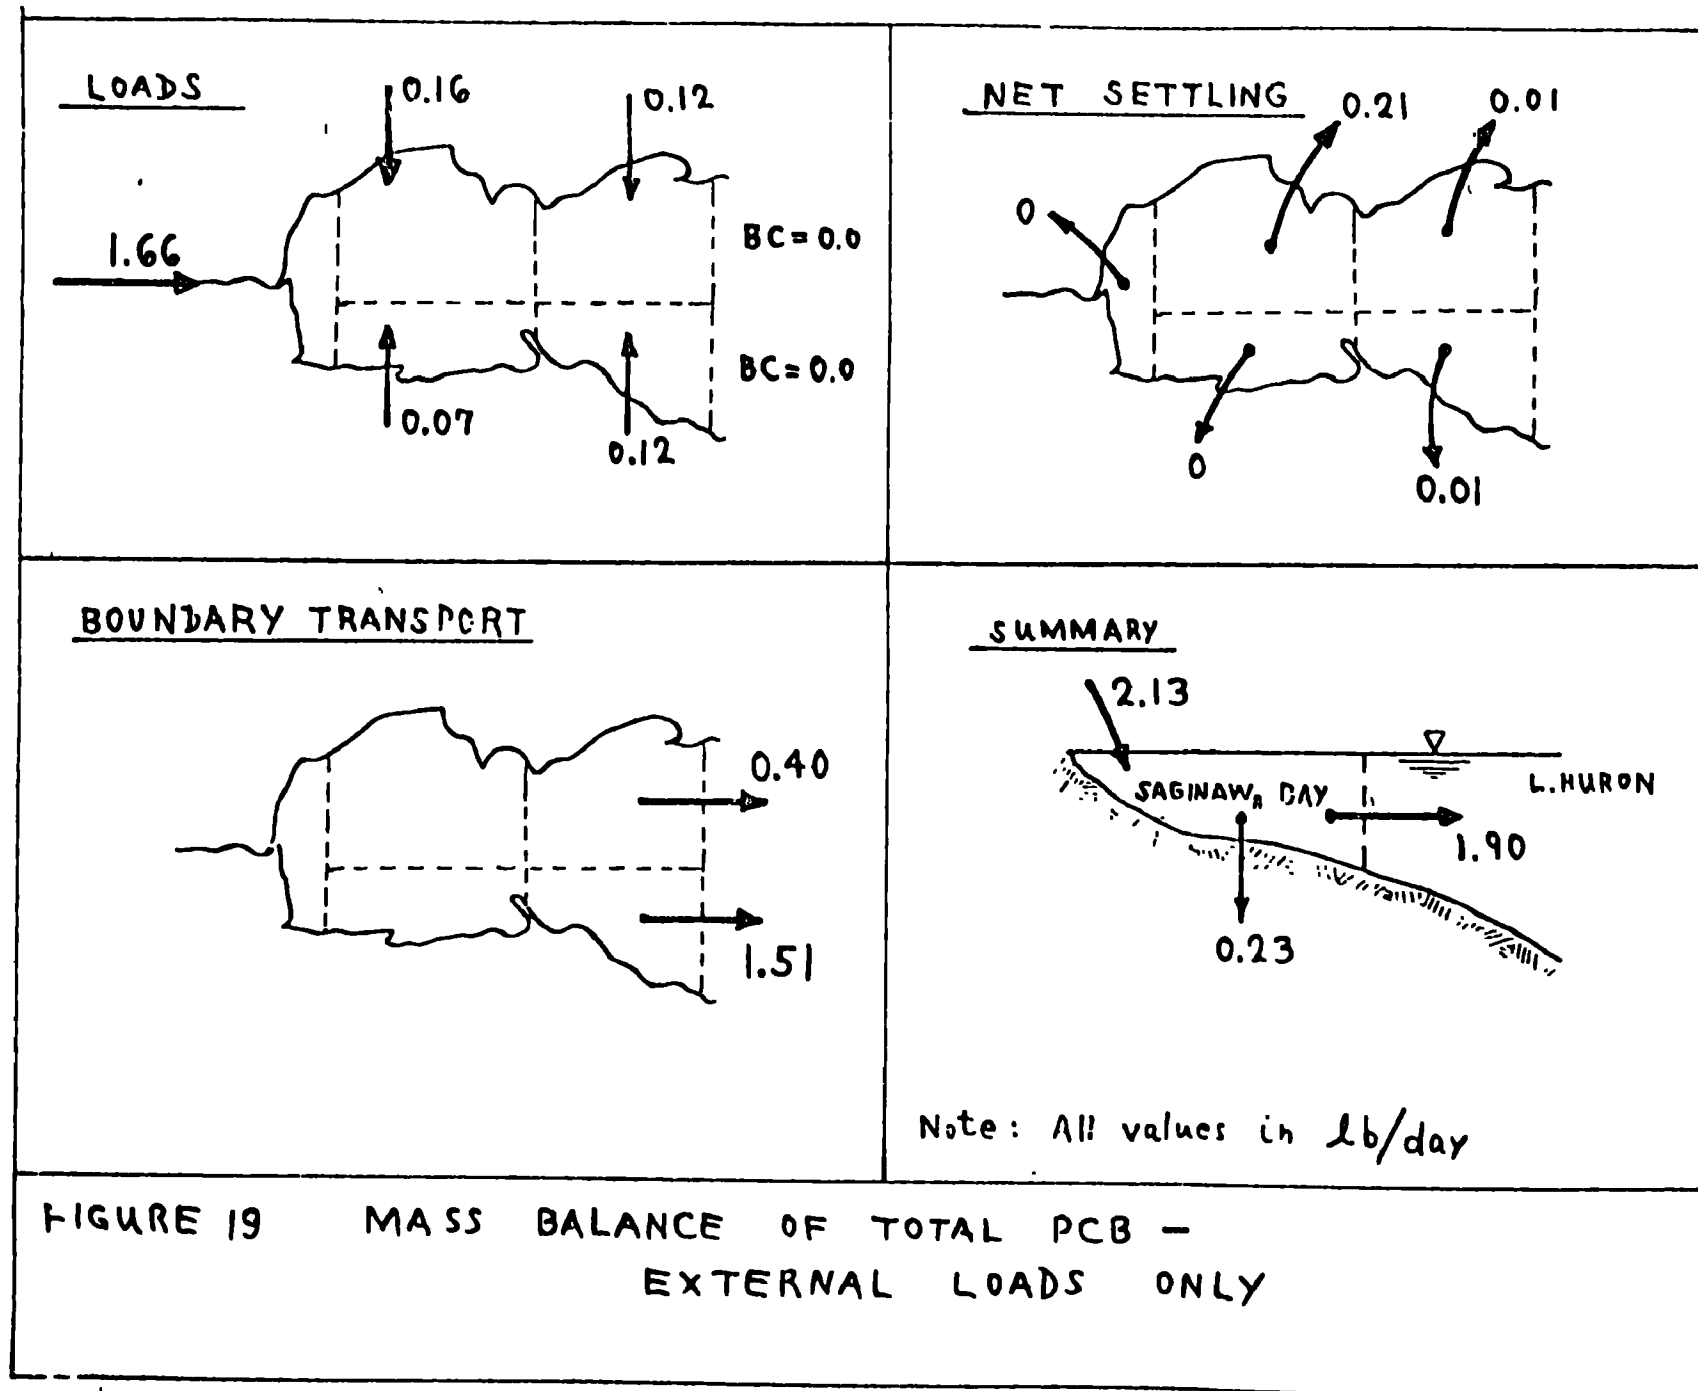 LOADS
0.16
0.12
1.66
BC=0.0
BC=0.0
0.07
0.12
NET SETTLING
0.21
0.01
0
0
0.01
BOUNDARY TRANSPORT
0.40
1.51
SUMMARY
2.13
SAGINAW BAY
L.HURON
1.90
0.23
Note: All values in lb/day
FIGURE 19 MASS BALANCE OF TOTAL PCB -
EXTERNAL LOADS ONLY